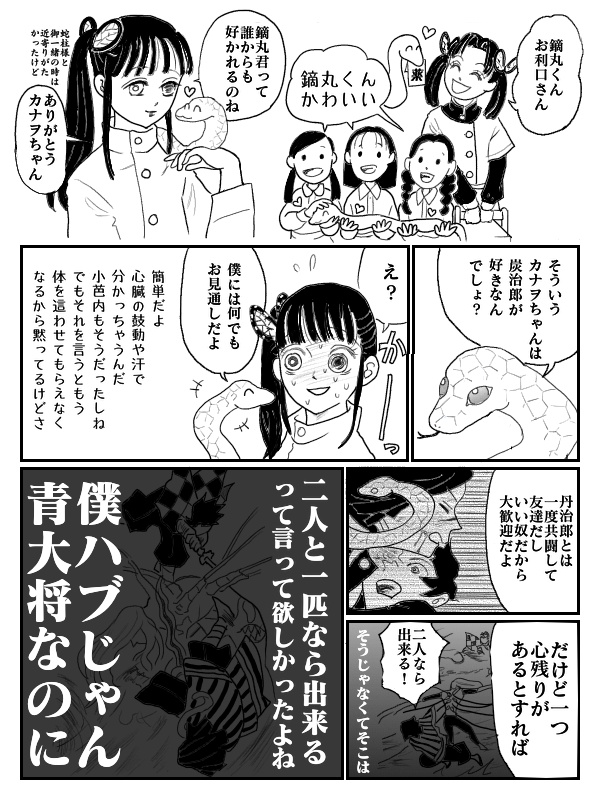 鏑丸くん
お利口さん
薬
鏑丸くん
かわいい
鏑丸君って
誰からも
好かれるのね
蛇柱様と
御一緒の時は
近寄りがた
かったけど
ありがとう
カナヲちゃん
そういう
カナヲちゃんは
炭治郎が
好きなん
でしょ?
え?
かーっ
僕には何でも
お見通しだよ
簡単だよ
心臓の鼓動や汗で
分かっちゃうんだ
小芭内もそうだったしね
でもそれを言うともう
体を這わせてもらえなく
なるから黙ってるけどさ
丹治郎とは
一度共闘して
友達だし
いい奴だから
大歓迎だよ
だけど一つ
心残りが
あるとすれば
二人なら
出来る!
そうじゃなくてそこは
二人と一匹なら出来る
って言って欲しかったよね
僕ハブじゃん
青大将なのに